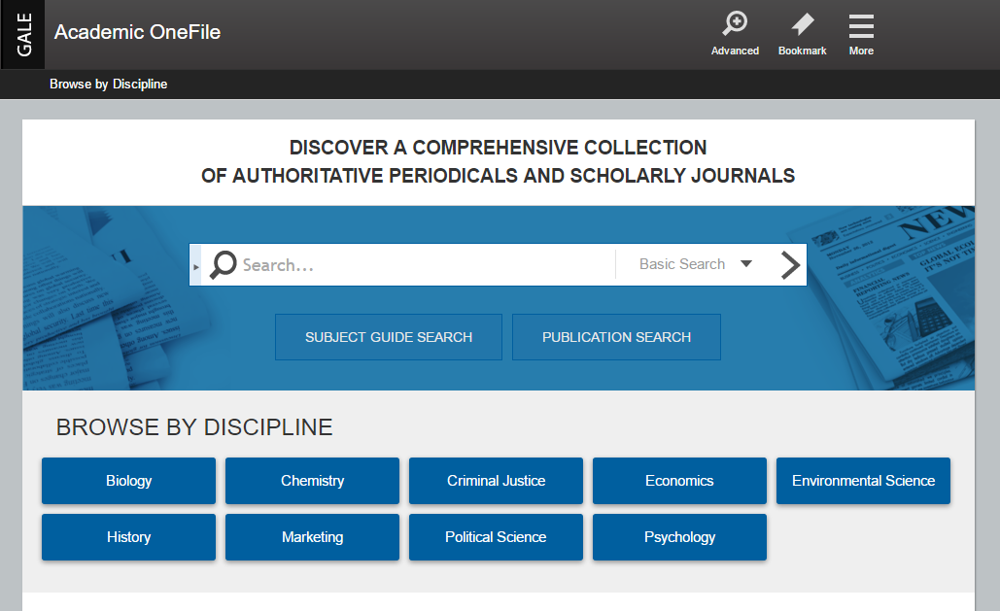 GALE
Academic OneFile
Advanced
Bookmark
More
Browse by Discipline
DISCOVER A COMPREHENSIVE COLLECTION
OF AUTHORITATIVE PERIODICALS AND SCHOLARLY JOURNALS
NEW
Search...
Basic Search
SUBJECT GUIDE SEARCH
PUBLICATION SEARCH
BROWSE BY DISCIPLINE
Biology
Chemistry
Criminal Justice
Economics
Environmental Science
History
Marketing
Political Science
Psychology